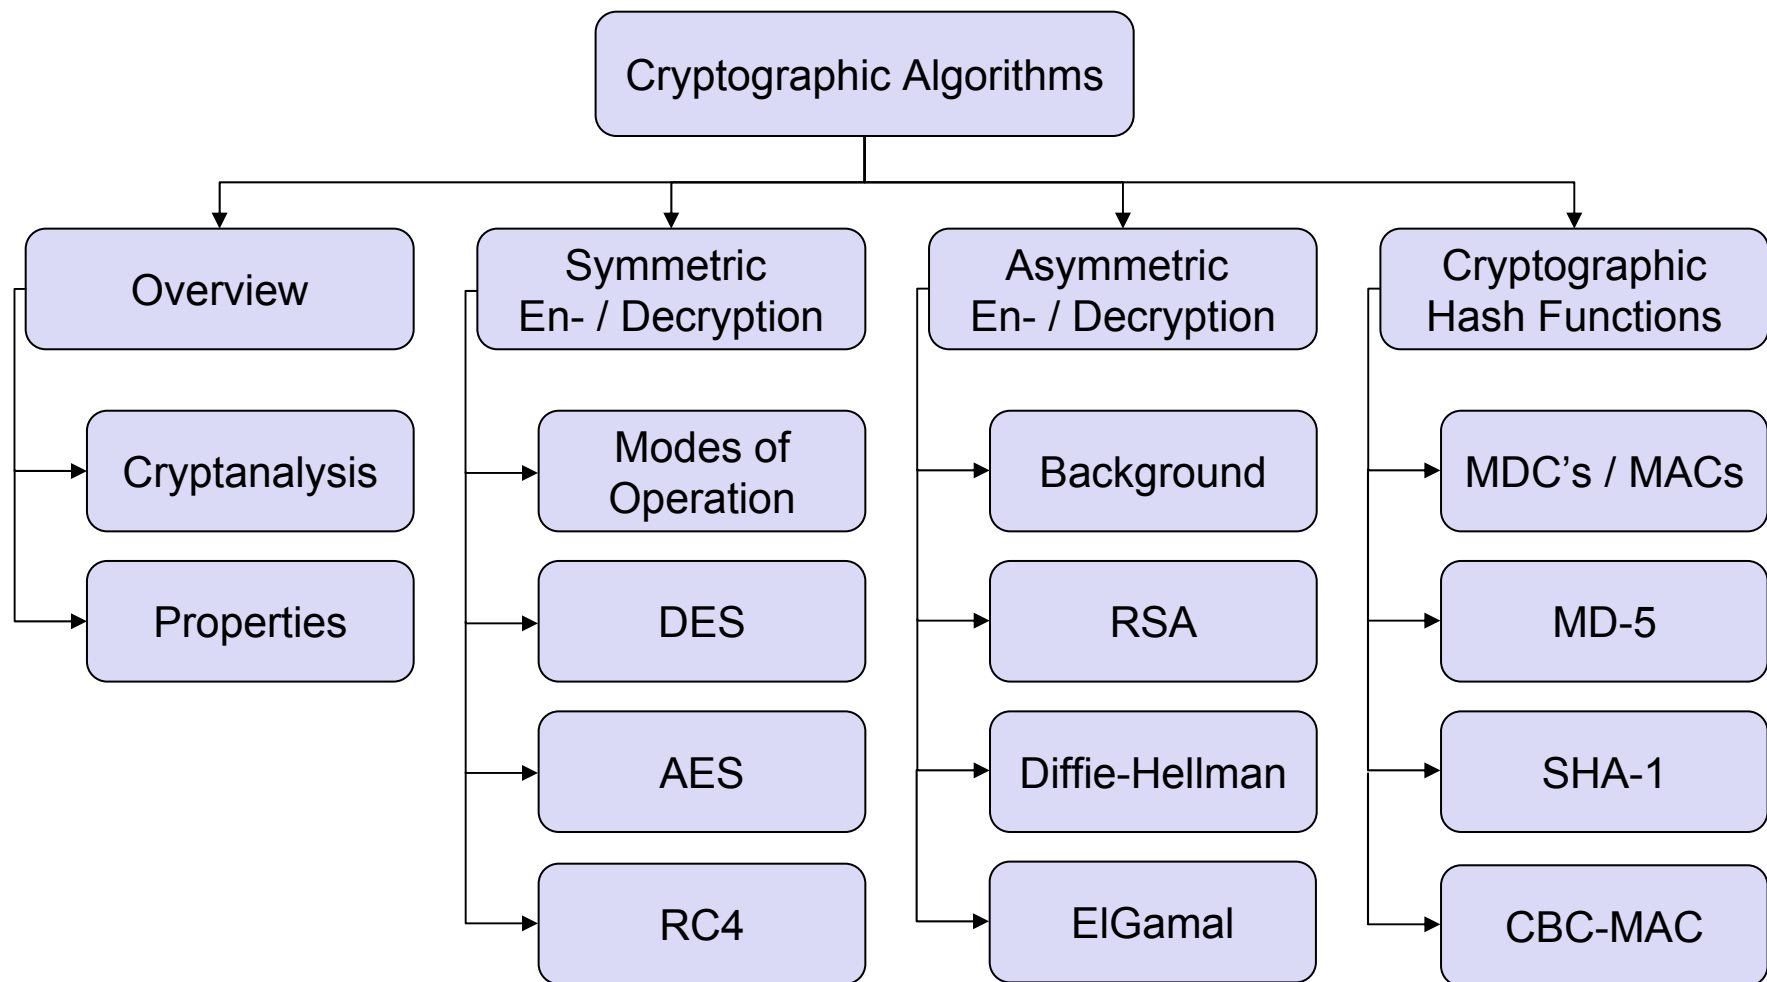 Cryptographic Algorithms
Overview
Symmetric
En- / Decryption
Asymmetric
En- / Decryption
Cryptographic
Hash Functions
Cryptanalysis
Modes of
Operation
Background
MDC’s / MACs
Properties
DES
RSA
MD-5
AES
Diffie-Hellman
SHA-1
RC4
ElGamal
CBC-MAC